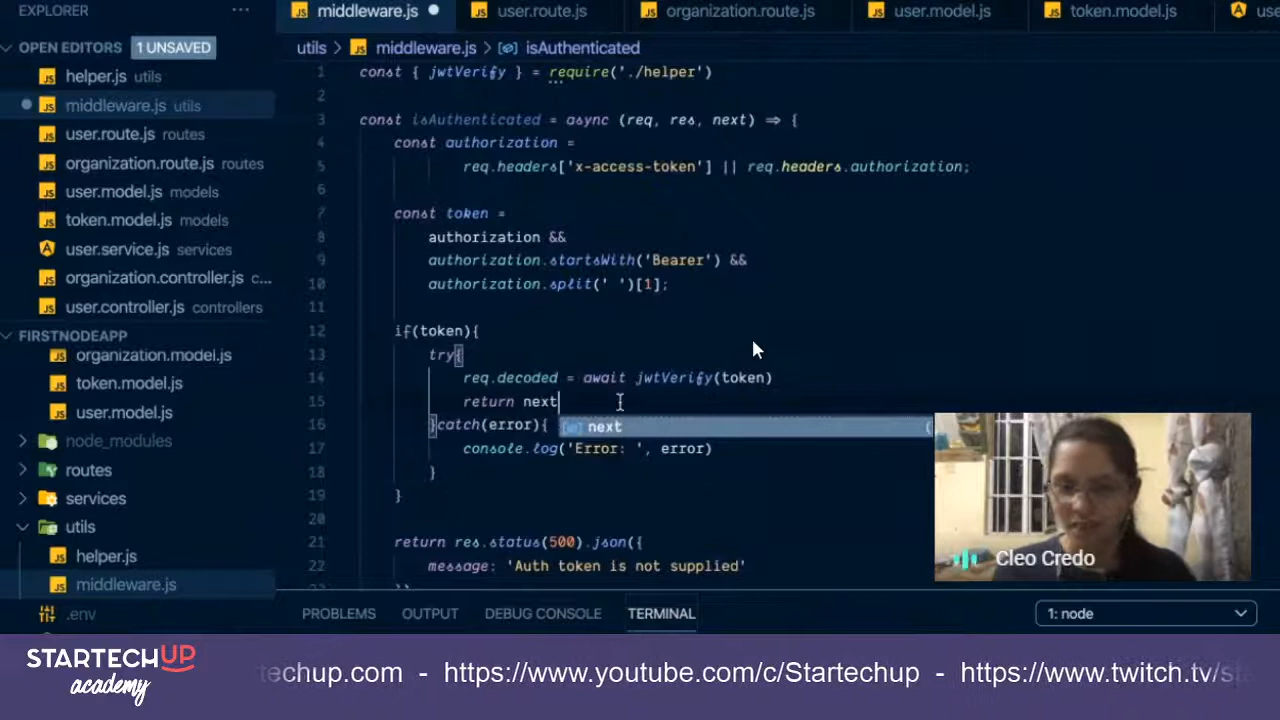 EXPLORER
OPEN EDITORS 1 UNSAVED
helper.js utils
middleware.js utils
user.route.js routes
organization.route.js routes
user.model.js models
token.model.js models
user.service.js services
organization.controller.js c...
user.controller.js controllers
FIRSTNODEAPP
organization.model.js
token.model.js
user.model.js
node_modules
routes
services
utils
helper.js
middleware.js
.env
middleware.js user.route.js organization.route.js user.model.js token.model.js
utils > middleware.js > isAuthenticated
1 const { jwtVerify } = require('./helper')
2
3 const isAuthenticated = async (req, res, next) => {
4 const authorization =
5 req.headers['x-access-token'] || req.headers.authorization;
6
7 const token =
8 authorization &&
9 authorization.startsWith('Bearer') &&
10 authorization.split(' ')[1];
11
12 if(token){
13 try{
14 req.decoded = await jwtVerify(token)
15 return next
next
16 }catch(error){
17 console.log('Error: ', error)
18 }
19 }
20
21 return res.status(500).json({
22 message: 'Auth token is not supplied'
PROBLEMS OUTPUT DEBUG CONSOLE TERMINAL 1: node
Cleo Credo
STARTECHUP
academy
techup.com - https://www.youtube.com/c/Startechup - https://www.twitch.tv/s